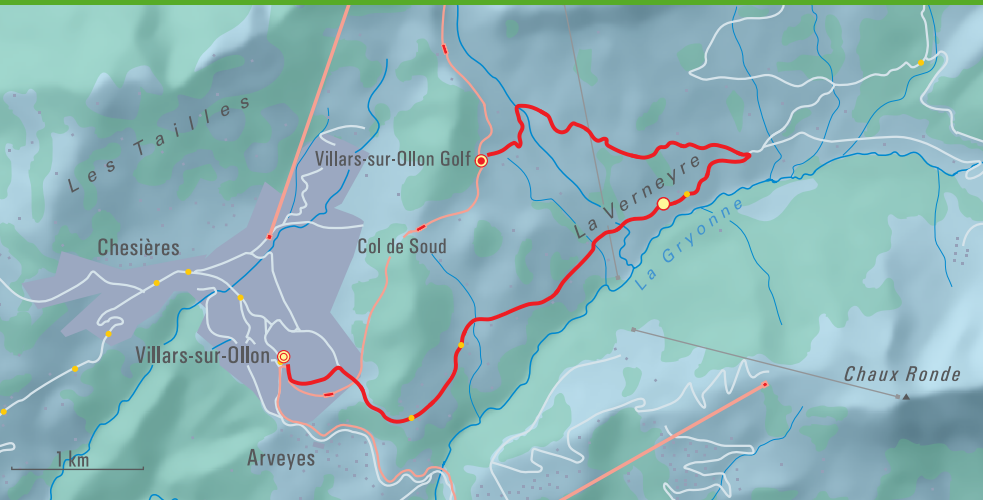 Les Tailles
Villars-sur-Ollon Golf
La Verneyre
La Gryonne
Chesières
Col de Soud
Villars-sur-Ollon
Chaux Ronde
Arveyes
1 km